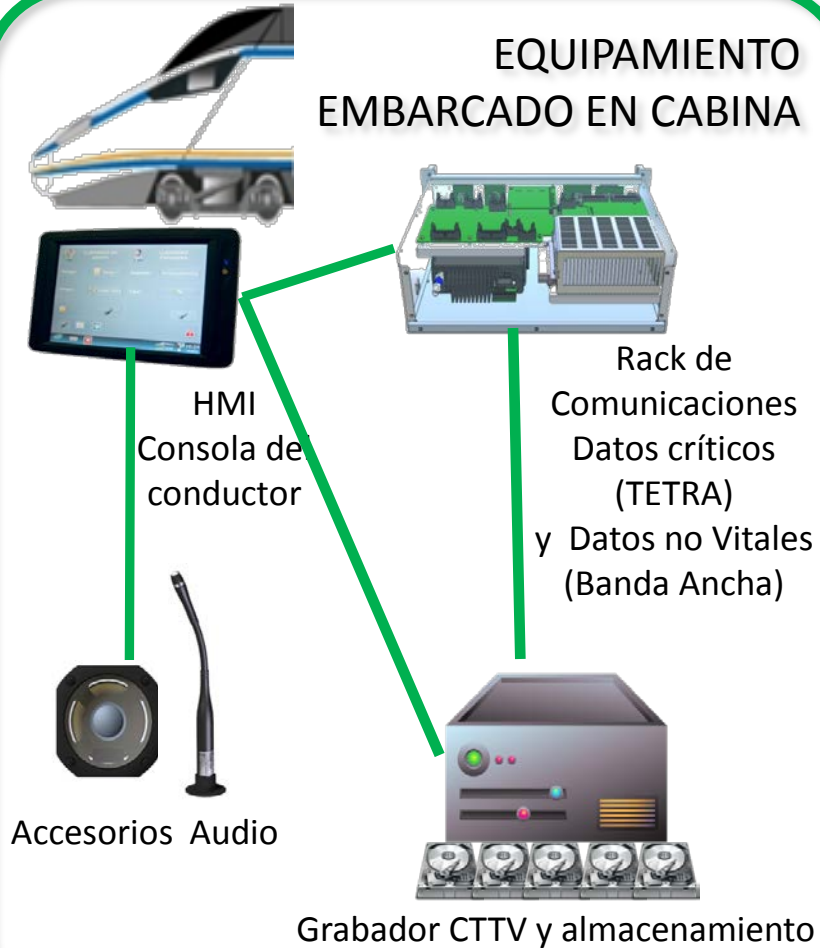 EQUIPAMIENTO
EMBARCADO EN CABINA
HMI
Consola del
conductor
Rack de
Comunicaciones
Datos críticos
(TETRA)
y Datos no Vitales
(Banda Ancha)
Accesorios Audio
Grabador CTTV y almacenamiento